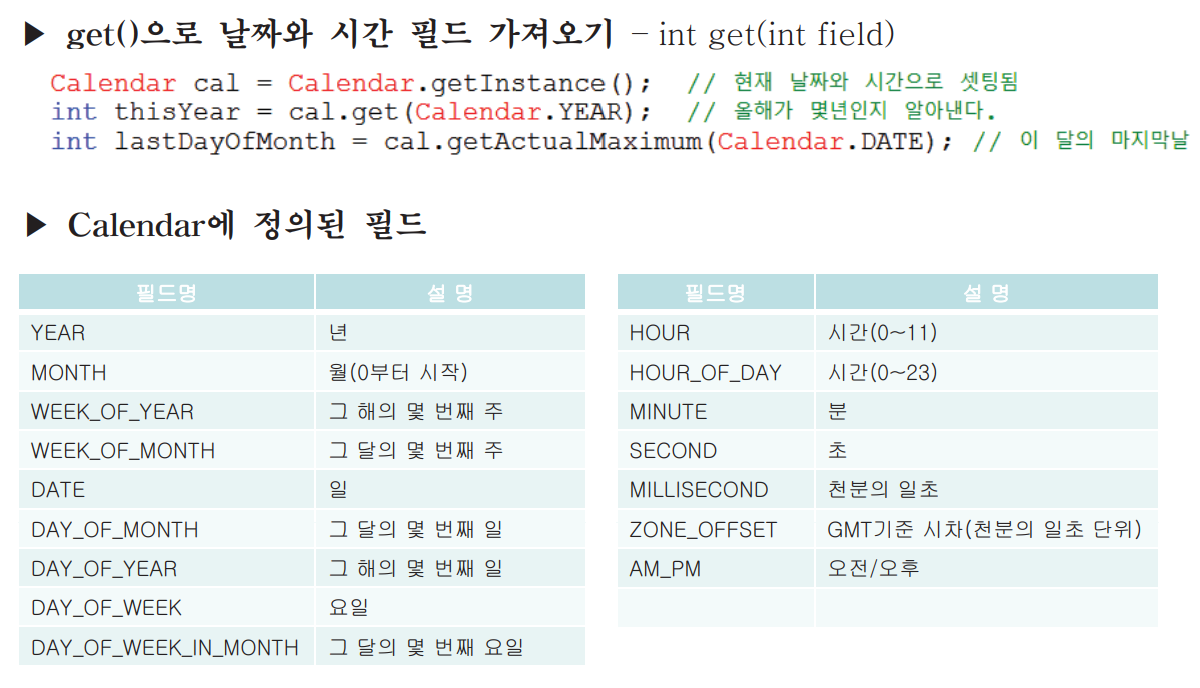 ▶ get()으로 날짜와 시간 필드 가져오기 – int get(int field)
Calendar cal = Calendar.getInstance(); // 현재 날짜와 시간으로 셋팅됨
int thisYear = cal.get(Calendar.YEAR); // 올해가 몇년인지 알아낸다.
int lastDayOfMonth = cal.getActualMaximum(Calendar.DATE); // 이 달의 마지막날
▶ Calendar에 정의된 필드
필드명 설 명
YEAR 년
MONTH 월(0부터 시작)
WEEK_OF_YEAR 그 해의 몇 번째 주
WEEK_OF_MONTH 그 달의 몇 번째 주
DATE 일
DAY_OF_MONTH 그 달의 몇 번째 일
DAY_OF_YEAR 그 해의 몇 번째 일
DAY_OF_WEEK 요일
DAY_OF_WEEK_IN_MONTH 그 달의 몇 번째 요일
필드명 설 명
HOUR 시간(0~11)
HOUR_OF_DAY 시간(0~23)
MINUTE 분
SECOND 초
MILLISECOND 천분의 일초
ZONE_OFFSET GMT기준 시차(천분의 일초 단위)
AM_PM 오전/오후